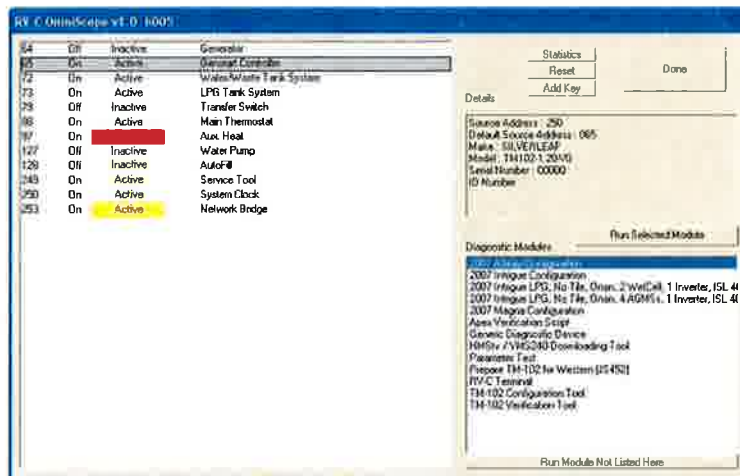 RV-C OmniScope v1.0 b005
64 Off Inactive Generator
65 On Active Genstart Controller
72 On Active Water/Waste Tank System
73 On Active LPG Tank System
79 Off Inactive Transfer Switch
88 On Active Main Thermostat
97 On Aux. Heat
127 Off Inactive Water Pump
128 Off Inactive AutoFill
249 On Active Service Tool
250 On Active System Clock
253 On Active Network Bridge
Statistics
Reset
Add Key
Done
Details
Source Address : 250
Default Source Address : 065
Make : SILVERLEAF
Model : TM102-1.20/VG
Serial Number : 00000
ID Number
Run Selected Module
Diagnostic Modules
2007 Configuration
2007 Intrigue Configuration
2007 Intrigue LPG, No Tile, Onan, 2 WetCell, 1 Inverter, ISL 40
2007 Intrigue LPG, No Tile, Onan, 4 AGMSs, 1 Inverter, ISL 40
2007 Magna Configuration
Apex Verification Script
Generic Diagnostic Device
HMStv / VMS240 Downloading Tool
Parameter Test
Prepare TM-102 for Western (JS450)
RV-C Terminal
TM-102 Configuration Tool
TM-102 Verification Tool
Run Module Not Listed Here